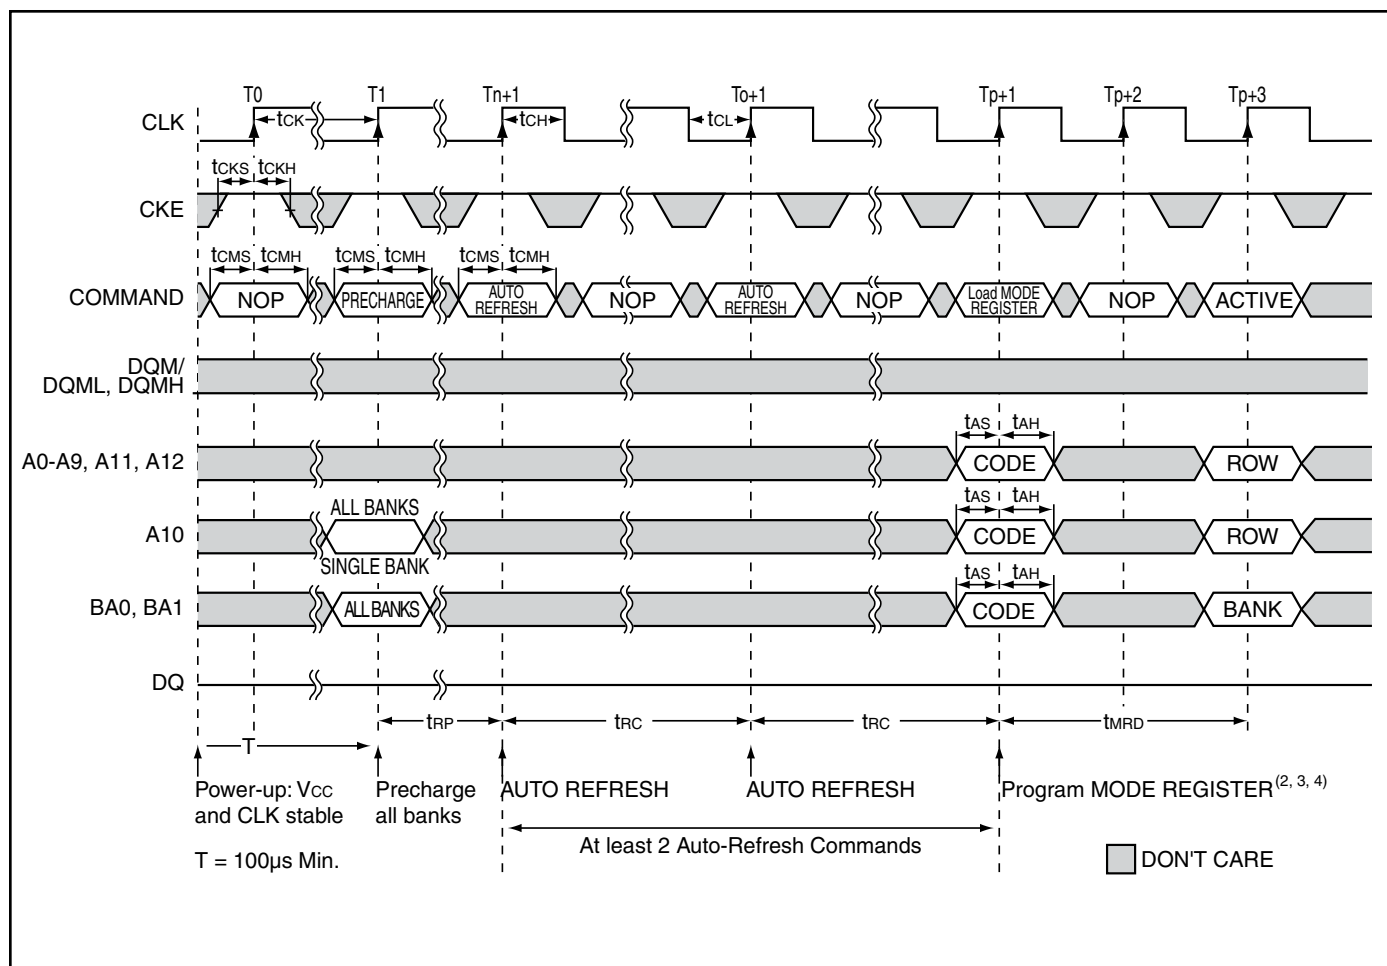 T0 T1 Tn+1 To+1 Tp+1 Tp+2 Tp+3
CLK tCK tCH tCL
tCKS tCKH
CKE
tCMS tCMH tCMS tCMH tCMS tCMH
COMMAND NOP PRECHARGE AUTO REFRESH NOP AUTO REFRESH NOP Load MODE REGISTER NOP ACTIVE
DQM/
DQML, DQMH
tAS tAH
A0-A9, A11, A12 CODE ROW
ALL BANKS tAS tAH
A10 CODE ROW
SINGLE BANK tAS tAH
BA0, BA1 ALL BANKS CODE BANK
DQ
tRP tRC tRC tMRD
T
Power-up: VCC Precharge AUTO REFRESH AUTO REFRESH Program MODE REGISTER(2, 3, 4)
and CLK stable all banks
At least 2 Auto-Refresh Commands
T = 100µs Min. DON'T CARE